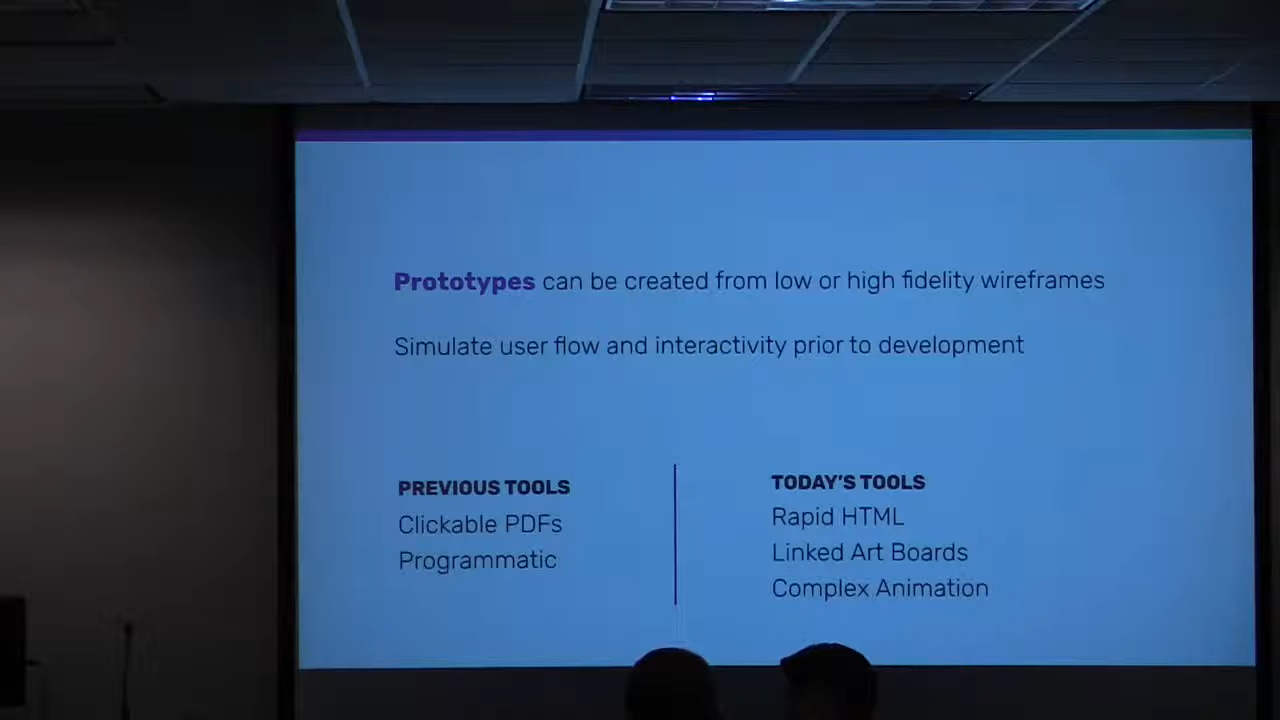 Prototypes can be created from low or high fidelity wireframes
Simulate user flow and interactivity prior to development
PREVIOUS TOOLS
Clickable PDFs
Programmatic
TODAY'S TOOLS
Rapid HTML
Linked Art Boards
Complex Animation